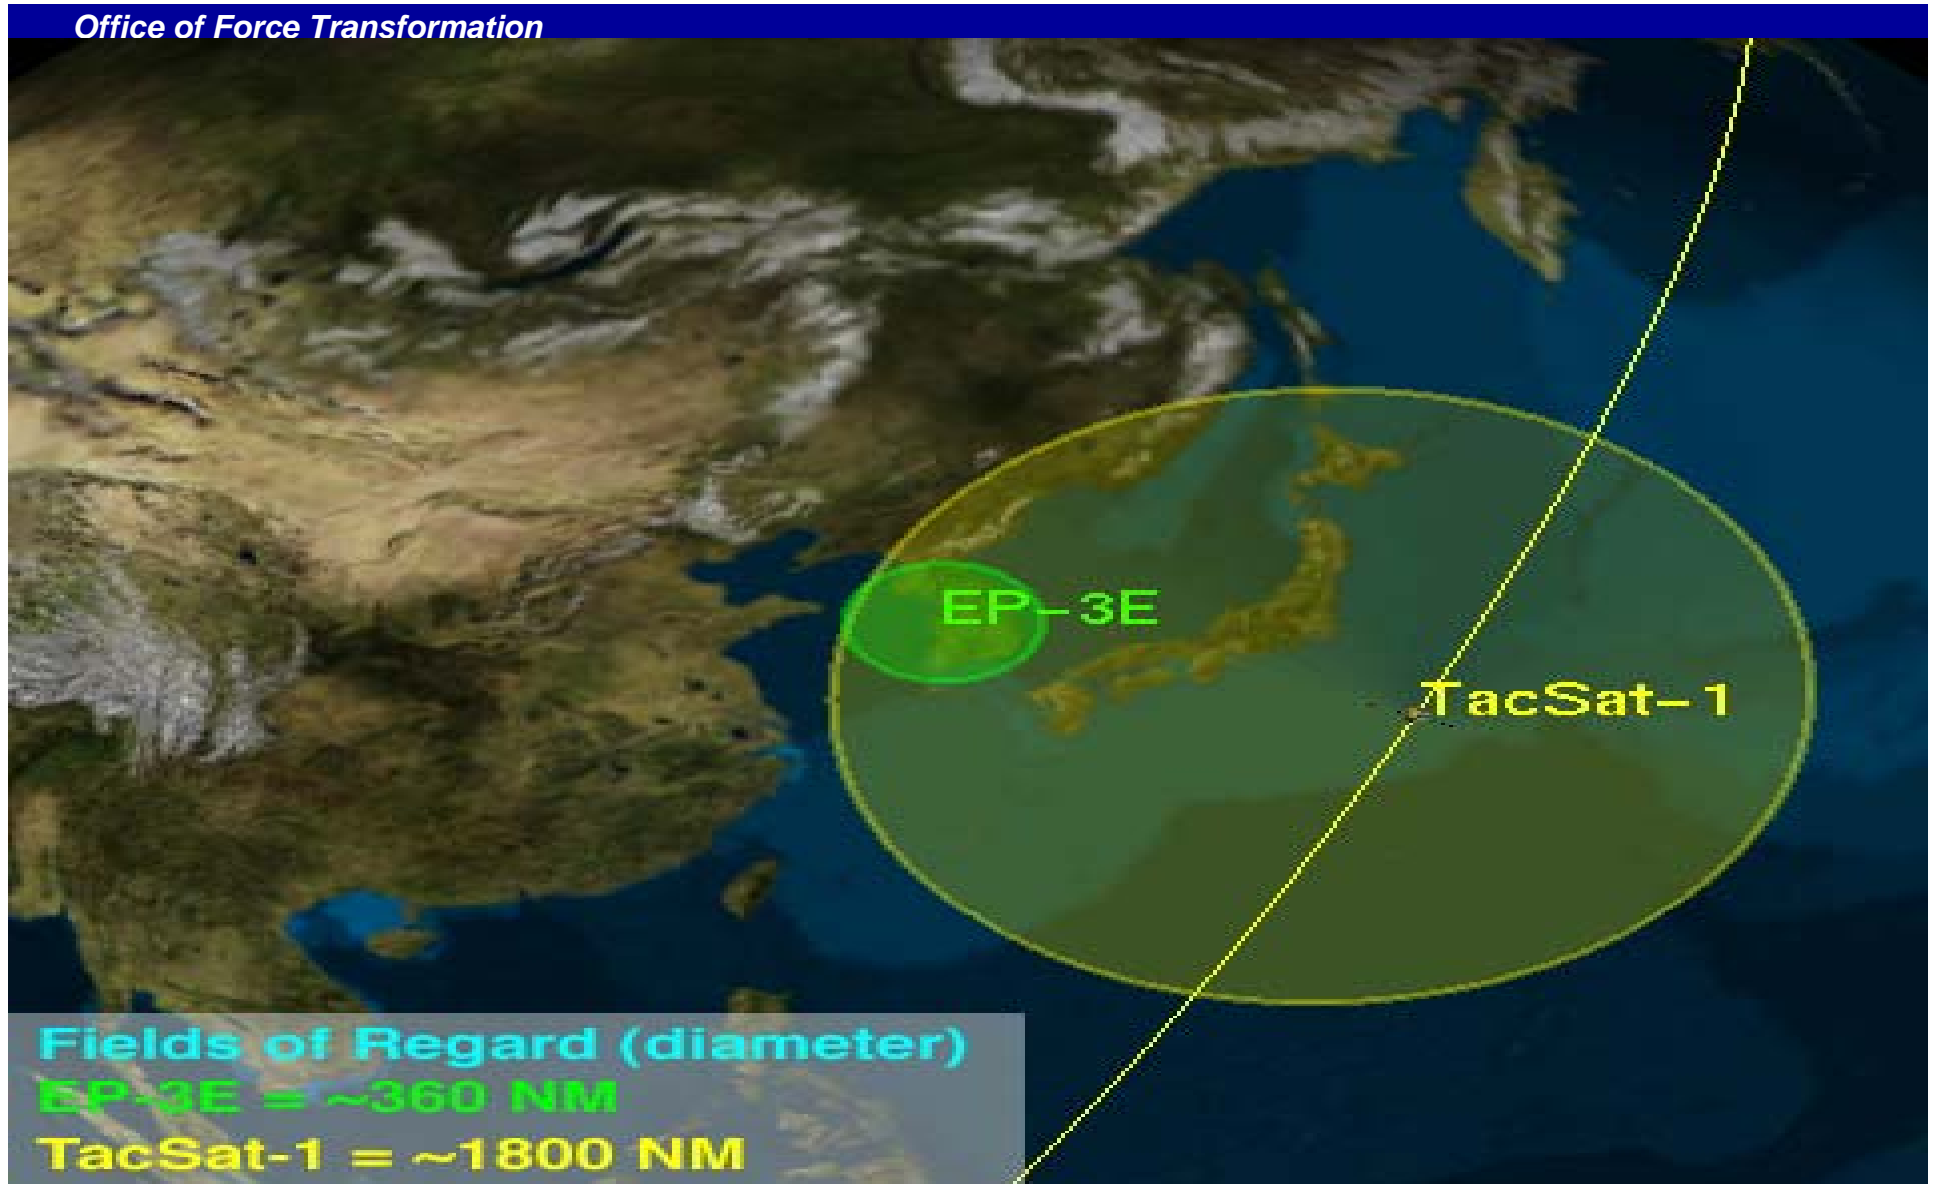 Office of Force Transformation
EP-3E
TacSat-1
Fields of Regard (diameter)
EP-3E = ~360 NM
TacSat-1 = ~1800 NM